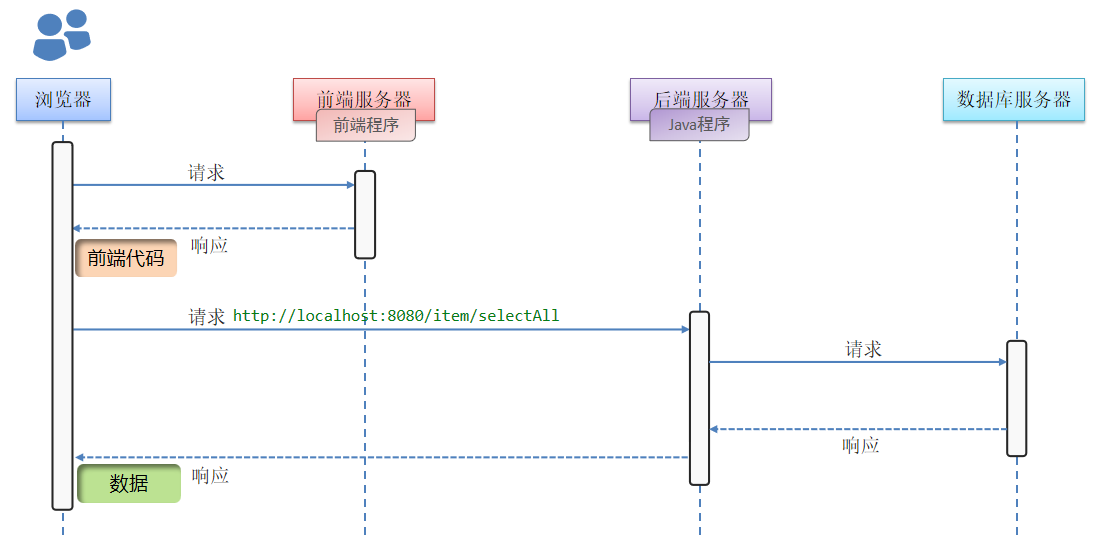 浏览器
前端服务器
后端服务器
数据库服务器
前端程序
Java程序
请求
响应
前端代码
请求 http://localhost:8080/item/selectAll
请求
响应
响应
数据